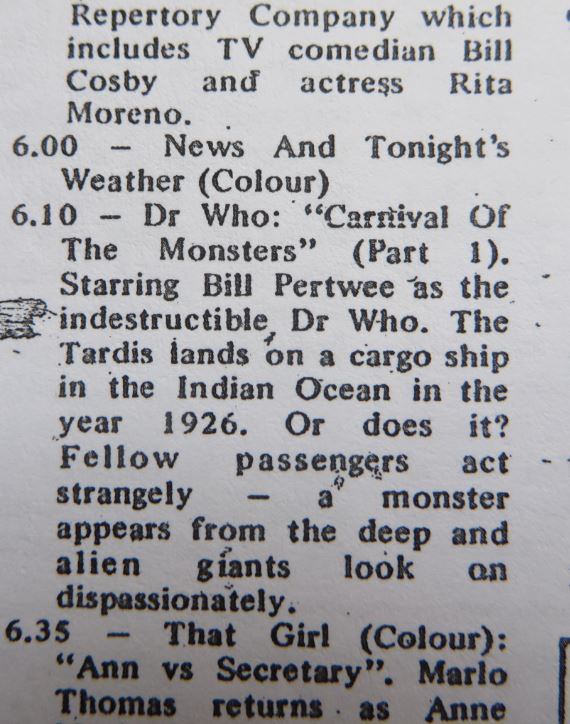 Repertory Company which
includes TV comedian Bill
Cosby and actress Rita
Moreno.
6.00 — News And Tonight's
Weather (Colour)
6.10 — Dr Who: "Carnival Of
The Monsters" (Part 1).
Starring Bill Pertwee as the
indestructible Dr Who. The
Tardis lands on a cargo ship
in the Indian Ocean in the
year 1926. Or does it?
Fellow passengers act
strangely — a monster
appears from the deep and
alien giants look on
dispassionately.
6.35 — That Girl (Colour):
"Ann vs Secretary". Marlo
Thomas returns as Anne